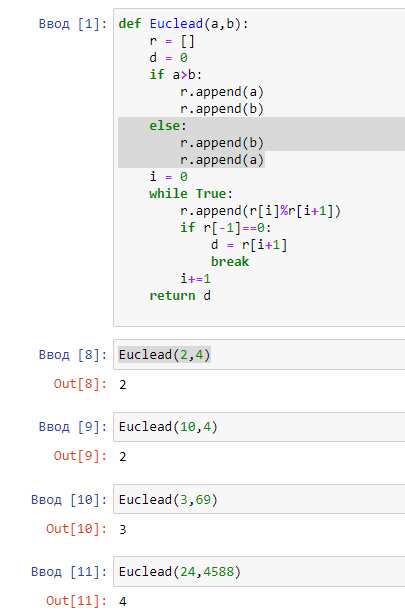 Ввод [1]: def Euclead(a,b):
    r = []
    d = 0
    if a>b:
        r.append(a)
        r.append(b)
    else:
        r.append(b)
        r.append(a)
    i = 0
    while True:
        r.append(r[i]%r[i+1])
        if r[-1]==0:
            d = r[i+1]
            break
        i+=1
    return d
Ввод [8]: Euclead(2,4)
Out[8]: 2
Ввод [9]: Euclead(10,4)
Out[9]: 2
Ввод [10]: Euclead(3,69)
Out[10]: 3
Ввод [11]: Euclead(24,4588)
Out[11]: 4